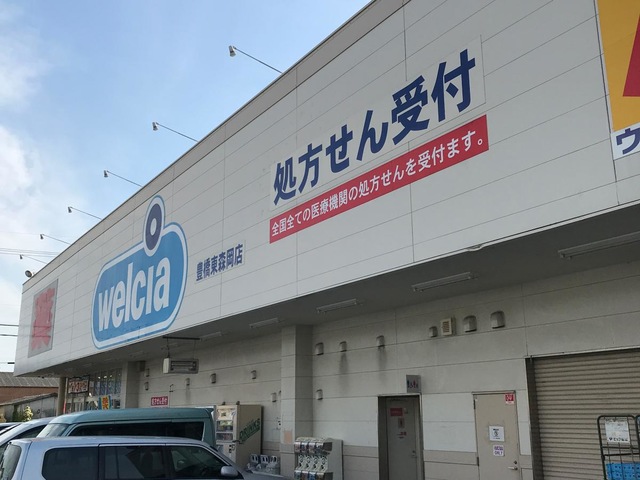 処方せん受付
全国全ての医療機関の処方せんを受付ます。
welcia
豊橋東森岡店
ウ